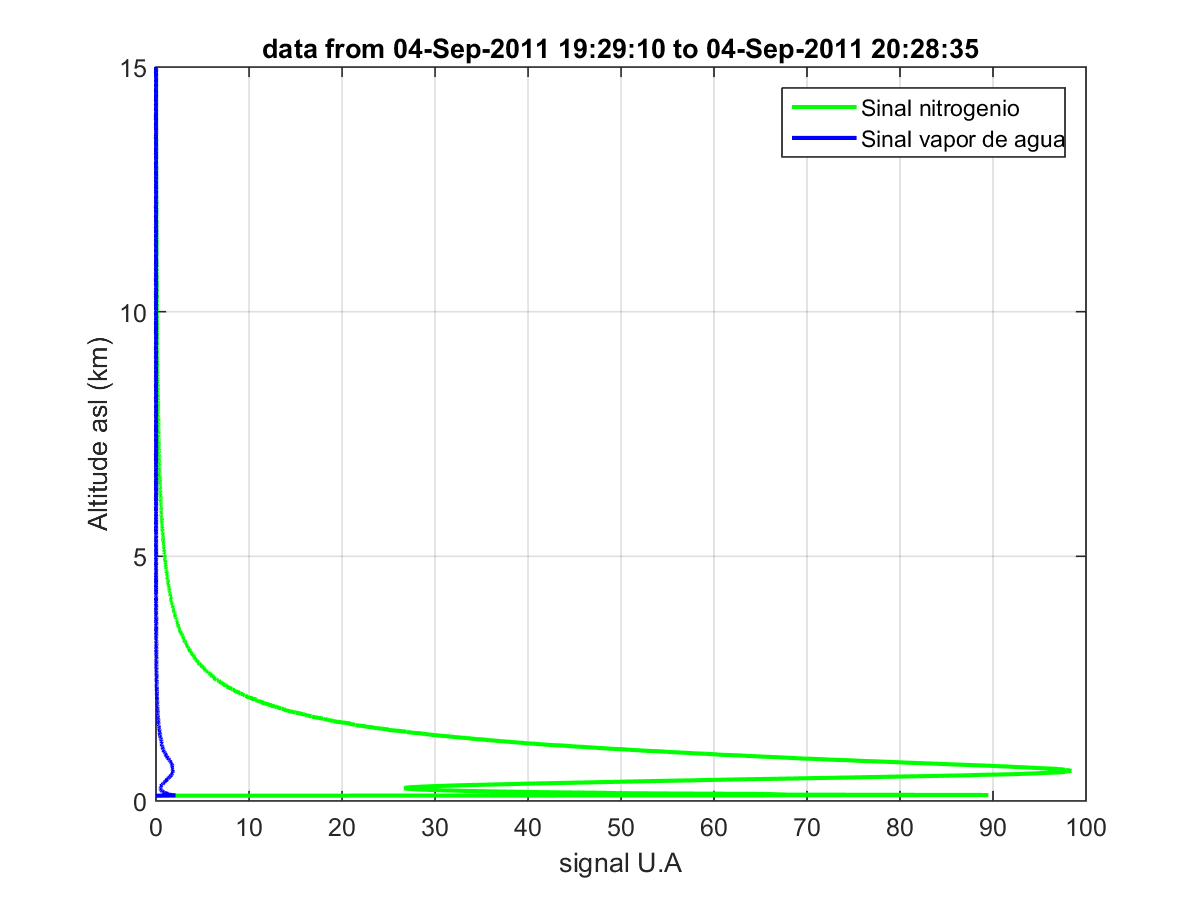 data from 04-Sep-2011 19:29:10 to 04-Sep-2011 20:28:35
15
Sinal nitrogenio
Sinal vapor de agua
10
Altitude asl (km)
5
0
0 10 20 30 40 50 60 70 80 90 100
signal U.A